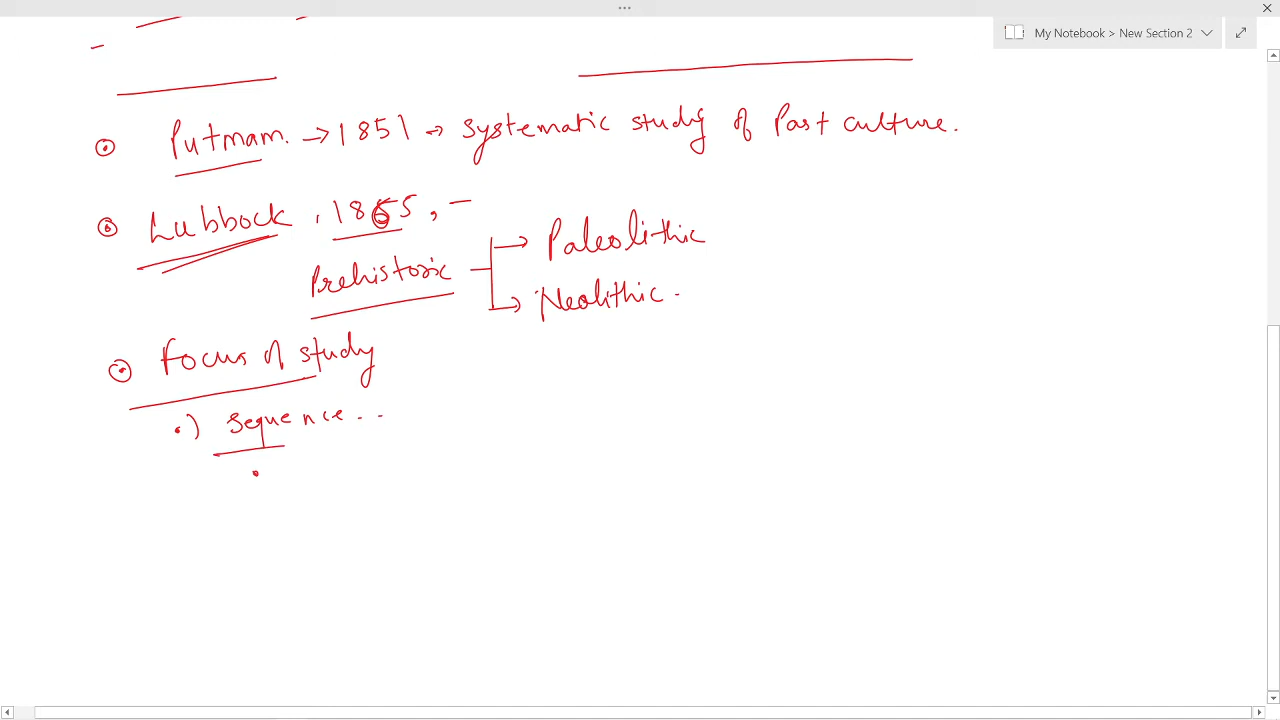 My Notebook > New Section 2
Putmam. → 1851 → systematic study of Past culture.
Lubbock, 1865, -
Prehistoric → Paleolithic
→ Neolithic.
Focus of study
•) Sequence..